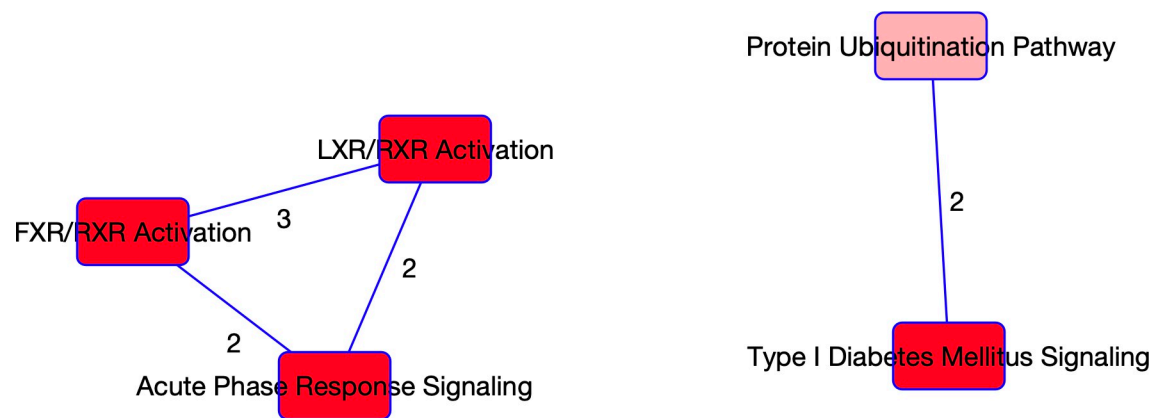 Protein Ubiquitination Pathway
LXR/RXR Activation
3
FXR/RXR Activation
2
2
2
Acute Phase Response Signaling
Type I Diabetes Mellitus Signaling